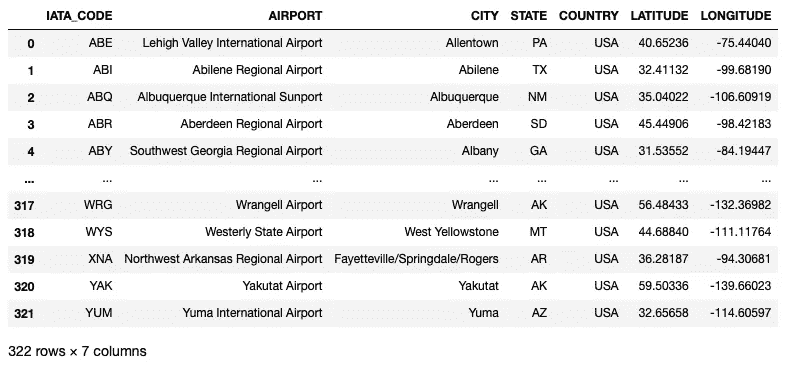 IATA_CODE AIRPORT CITY STATE COUNTRY LATITUDE LONGITUDE
0 ABE Lehigh Valley International Airport Allentown PA USA 40.65236 -75.44040
1 ABI Abilene Regional Airport Abilene TX USA 32.41132 -99.68190
2 ABQ Albuquerque International Sunport Albuquerque NM USA 35.04022 -106.60919
3 ABR Aberdeen Regional Airport Aberdeen SD USA 45.44906 -98.42183
4 ABY Southwest Georgia Regional Airport Albany GA USA 31.53552 -84.19447
... ... ... ... ... ... ... ...
317 WRG Wrangell Airport Wrangell AK USA 56.48433 -132.36982
318 WYS Westerly State Airport West Yellowstone MT USA 44.68840 -111.11764
319 XNA Northwest Arkansas Regional Airport Fayetteville/Springdale/Rogers AR USA 36.28187 -94.30681
320 YAK Yakutat Airport Yakutat AK USA 59.50336 -139.66023
321 YUM Yuma International Airport Yuma AZ USA 32.65658 -114.60597
322 rows × 7 columns